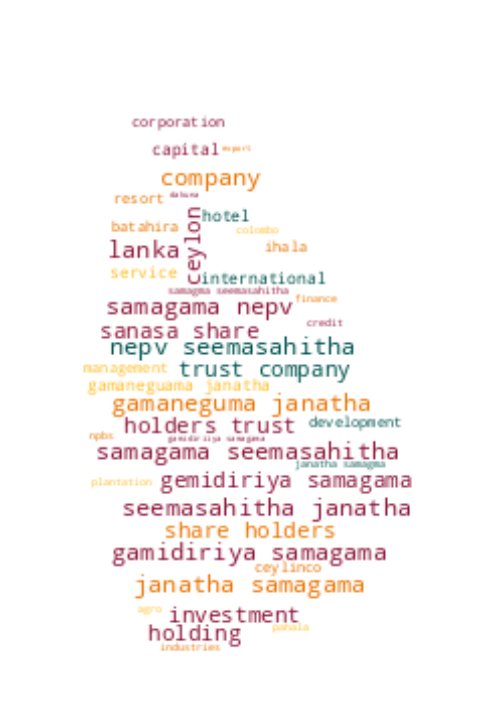 corporation
capital export
company
resort dakuna
hotel
batahira
colombo
ceylon
lanka
ihala
service
international
samagma seemasahitha
finance
samagama nepv
credit
sanasa share
nepv seemasahitha
management trust company
gamaneguama janatha
gamaneguma janatha
holders trust development
npbs
gamidiriya samagama
samagama seemasahitha
janatha samagma
plantation gemidiriya samagama
seemasahitha janatha
share holders
gamidiriya samagama
ceylinco
janatha samagama
agro investment
holding pahala
industries